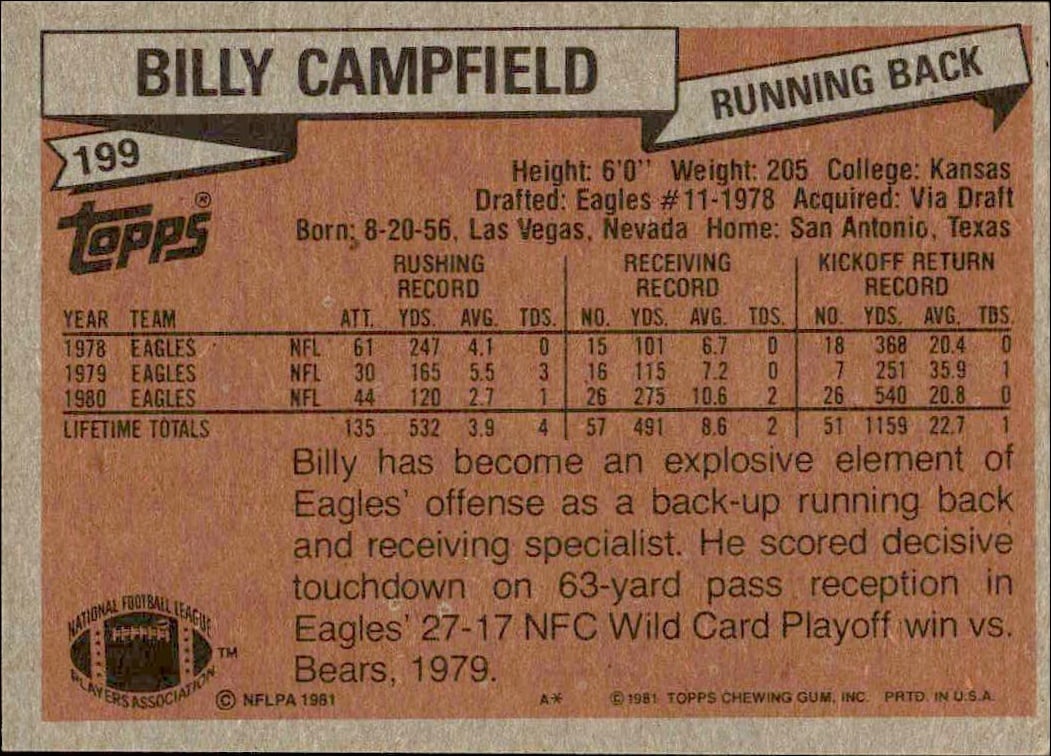 BILLY CAMPFIELD
RUNNING BACK
199
TOPPS®
Height: 6'0'' Weight: 205 College: Kansas
Drafted: Eagles #11-1978 Acquired: Via Draft
Born: 8-20-56, Las Vegas, Nevada Home: San Antonio, Texas
RUSHING RECORD RECEIVING RECORD KICKOFF RETURN RECORD
YEAR TEAM ATT. YDS. AVG. TDS. NO. YDS. AVG. TDS. NO. YDS. AVG. TDS.
1978 EAGLES NFL 61 247 4.1 0 15 101 6.7 0 18 368 20.4 0
1979 EAGLES NFL 30 165 5.5 3 16 115 7.2 0 7 251 35.9 1
1980 EAGLES NFL 44 120 2.7 1 26 275 10.6 2 26 540 20.8 0
LIFETIME TOTALS 135 532 3.9 4 57 491 8.6 2 51 1159 22.7 1
Billy has become an explosive element of
Eagles' offense as a back-up running back
and receiving specialist. He scored decisive
touchdown on 63-yard pass reception in
Eagles' 27-17 NFC Wild Card Playoff win vs.
Bears, 1979.
NATIONAL FOOTBALL LEAGUE
PLAYERS ASSOCIATION
TM
© NFLPA 1981 A* © 1981 TOPPS CHEWING GUM, INC. PRTD. IN U.S.A.